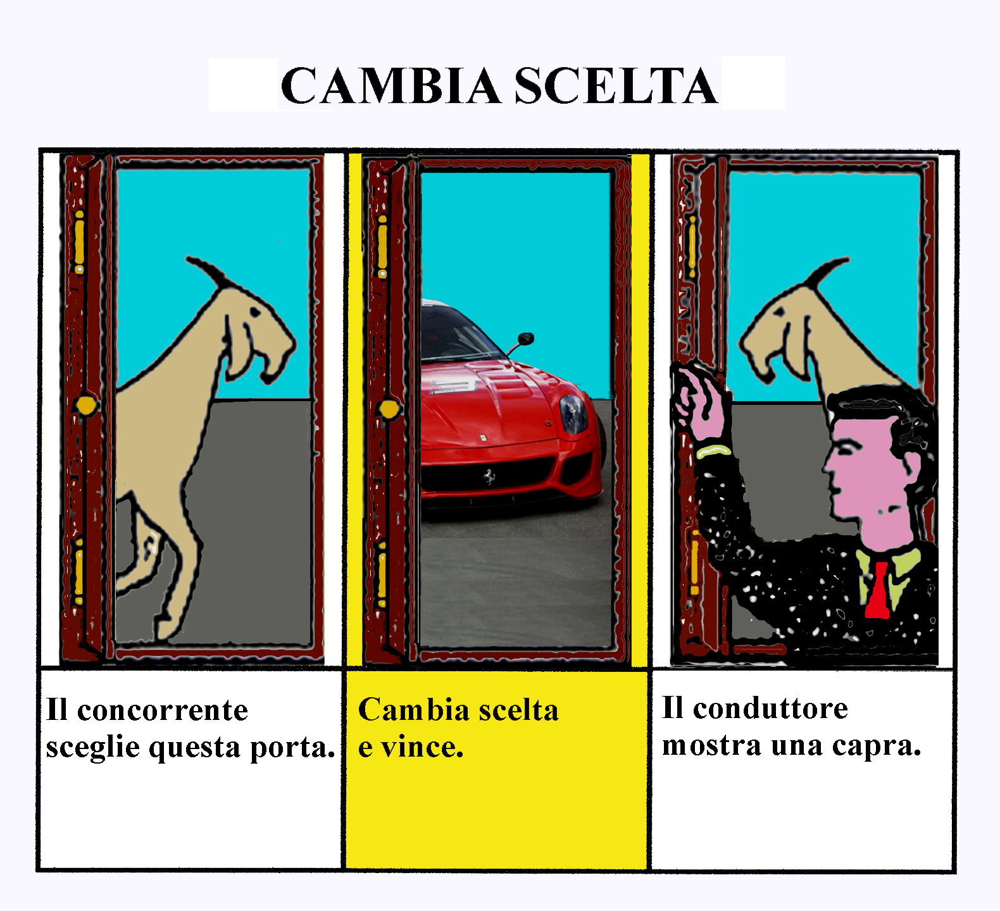 CAMBIA SCELTA
Il concorrente
sceglie questa porta.
Cambia scelta
e vince.
Il conduttore
mostra una capra.